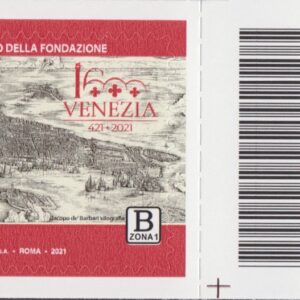 O DELLA FONDAZIONE
1600
VENEZIA
421 • 2021
Jacopo de' Barbari xilografia
B
ZONA 1
.A. • ROMA • 2021